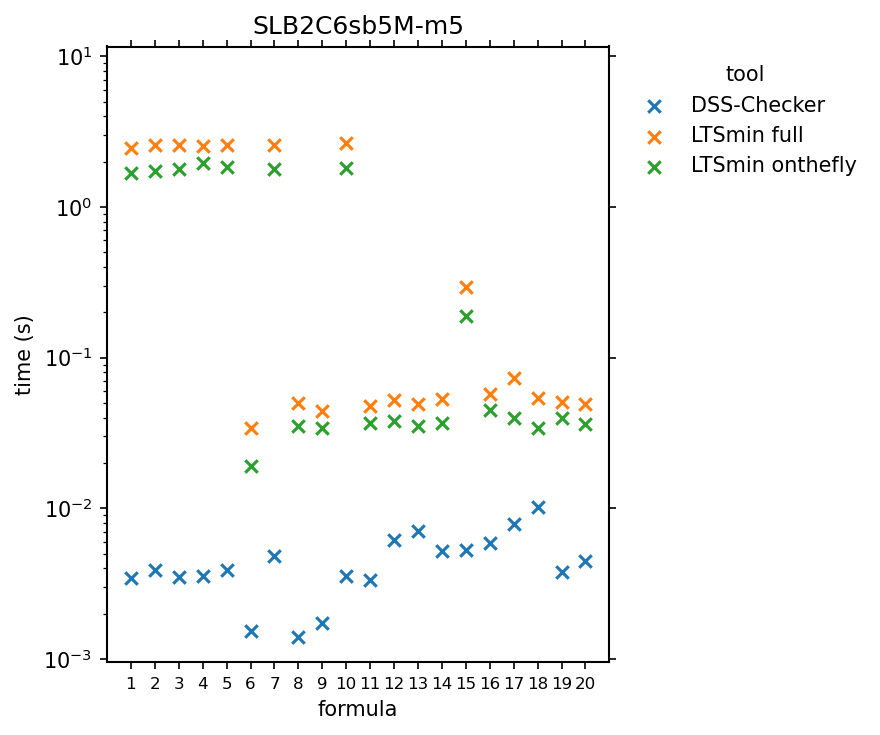 SLB2C6sb5M-m5
tool
DSS-Checker
LTSmin full
LTSmin onthefly
10¹
10⁰
10⁻¹
10⁻²
10⁻³
time (s)
1 2 3 4 5 6 7 8 9 10 11 12 13 14 15 16 17 18 19 20
formula